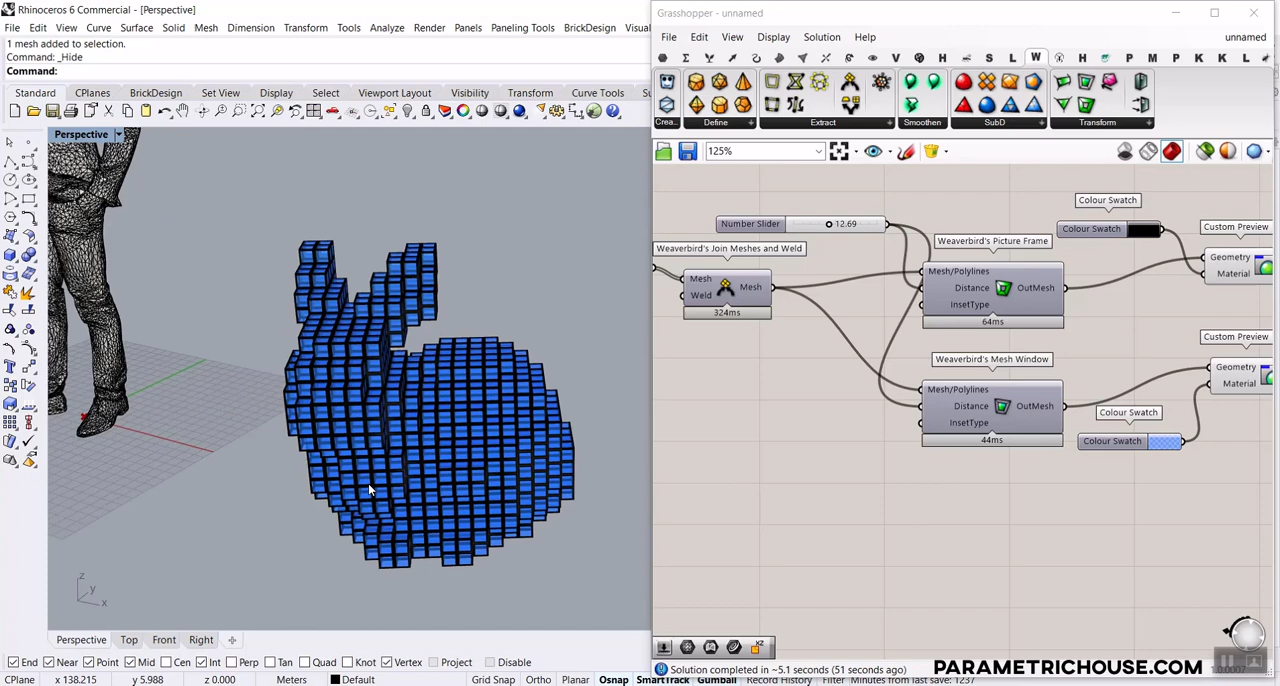 Rhinoceros 6 Commercial - [Perspective]
File Edit View Curve Surface Solid Mesh Dimension Transform Tools Analyze Render Panels Paneling Tools BrickDesign Visual
1 mesh added to selection.
Command: _Hide
Command:
Standard CPlanes BrickDesign Set View Display Select Viewport Layout Visibility Transform Curve Tools Su
Perspective
z
y
x
Perspective Top Front Right
End Near Point Mid Cen Int Perp Tan Quad Knot Vertex Project Disable
CPlane x 138.215 y 5.988 z 0.000 Meters Default Grid Snap Ortho Planar Osnap SmartTrack Gumball Record History Filter Minutes from last save: 1237
Grasshopper - unnamed
File Edit View Display Solution Help unnamed
V H S L W H P M P K K L
Crea... Define Extract Smoothen SubD Transform
125%
Colour Swatch
Number Slider 12.69
Colour Swatch
Custom Preview
Weaverbird's Join Meshes and Weld
Weaverbird's Picture Frame
Mesh
Weld
Mesh
324ms
Mesh/Polylines
Distance
InsetType
OutMesh
64ms
Geometry
Material
Weaverbird's Mesh Window
Custom Preview
Mesh/Polylines
Distance
InsetType
OutMesh
44ms
Geometry
Material
Colour Swatch
Colour Swatch
XZ
Solution completed in ~5.1 seconds (51 seconds ago)
PARAMETRICHOUSE.COM
1.0.0007